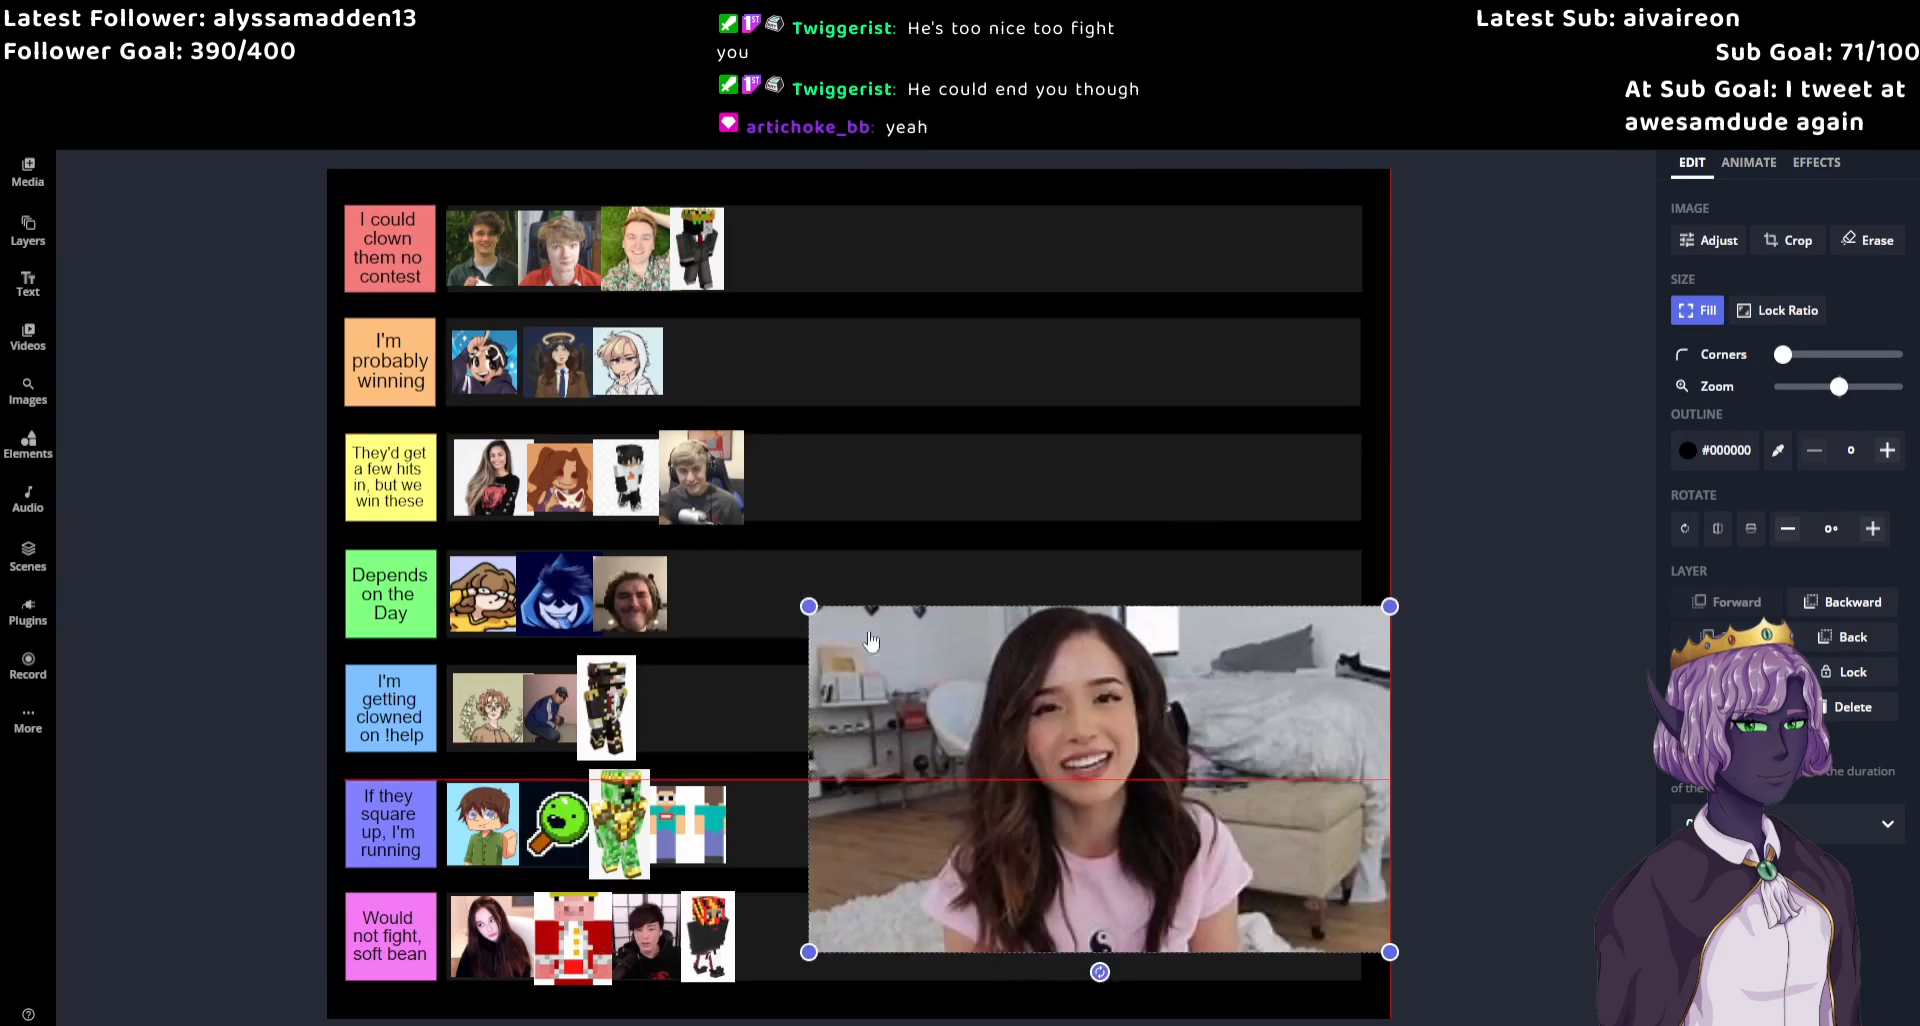 Latest Follower: alyssamadden13
Follower Goal: 390/400
Twiggerist: He's too nice too fight
you
Twiggerist: He could end you though
artichoke_bb: yeah
Latest Sub: aivaireon
Sub Goal: 71/100
At Sub Goal: I tweet at
awesamdude again
Media
Layers
Text
Videos
Images
Elements
Audio
Scenes
Plugins
Record
More
I could
clown
them no
contest
I'm
probably
winning
They'd get
a few hits
in, but we
win these
Depends
on the
Day
I'm
getting
clowned
on !help
If they
square
up, I'm
running
Would
not fight,
soft bean
EDIT ANIMATE EFFECTS
IMAGE
Adjust Crop Erase
SIZE
Fill Lock Ratio
Corners
Zoom
OUTLINE
#000000 0
ROTATE
0°
LAYER
Forward Backward
Back
Lock
Delete
the duration
of the